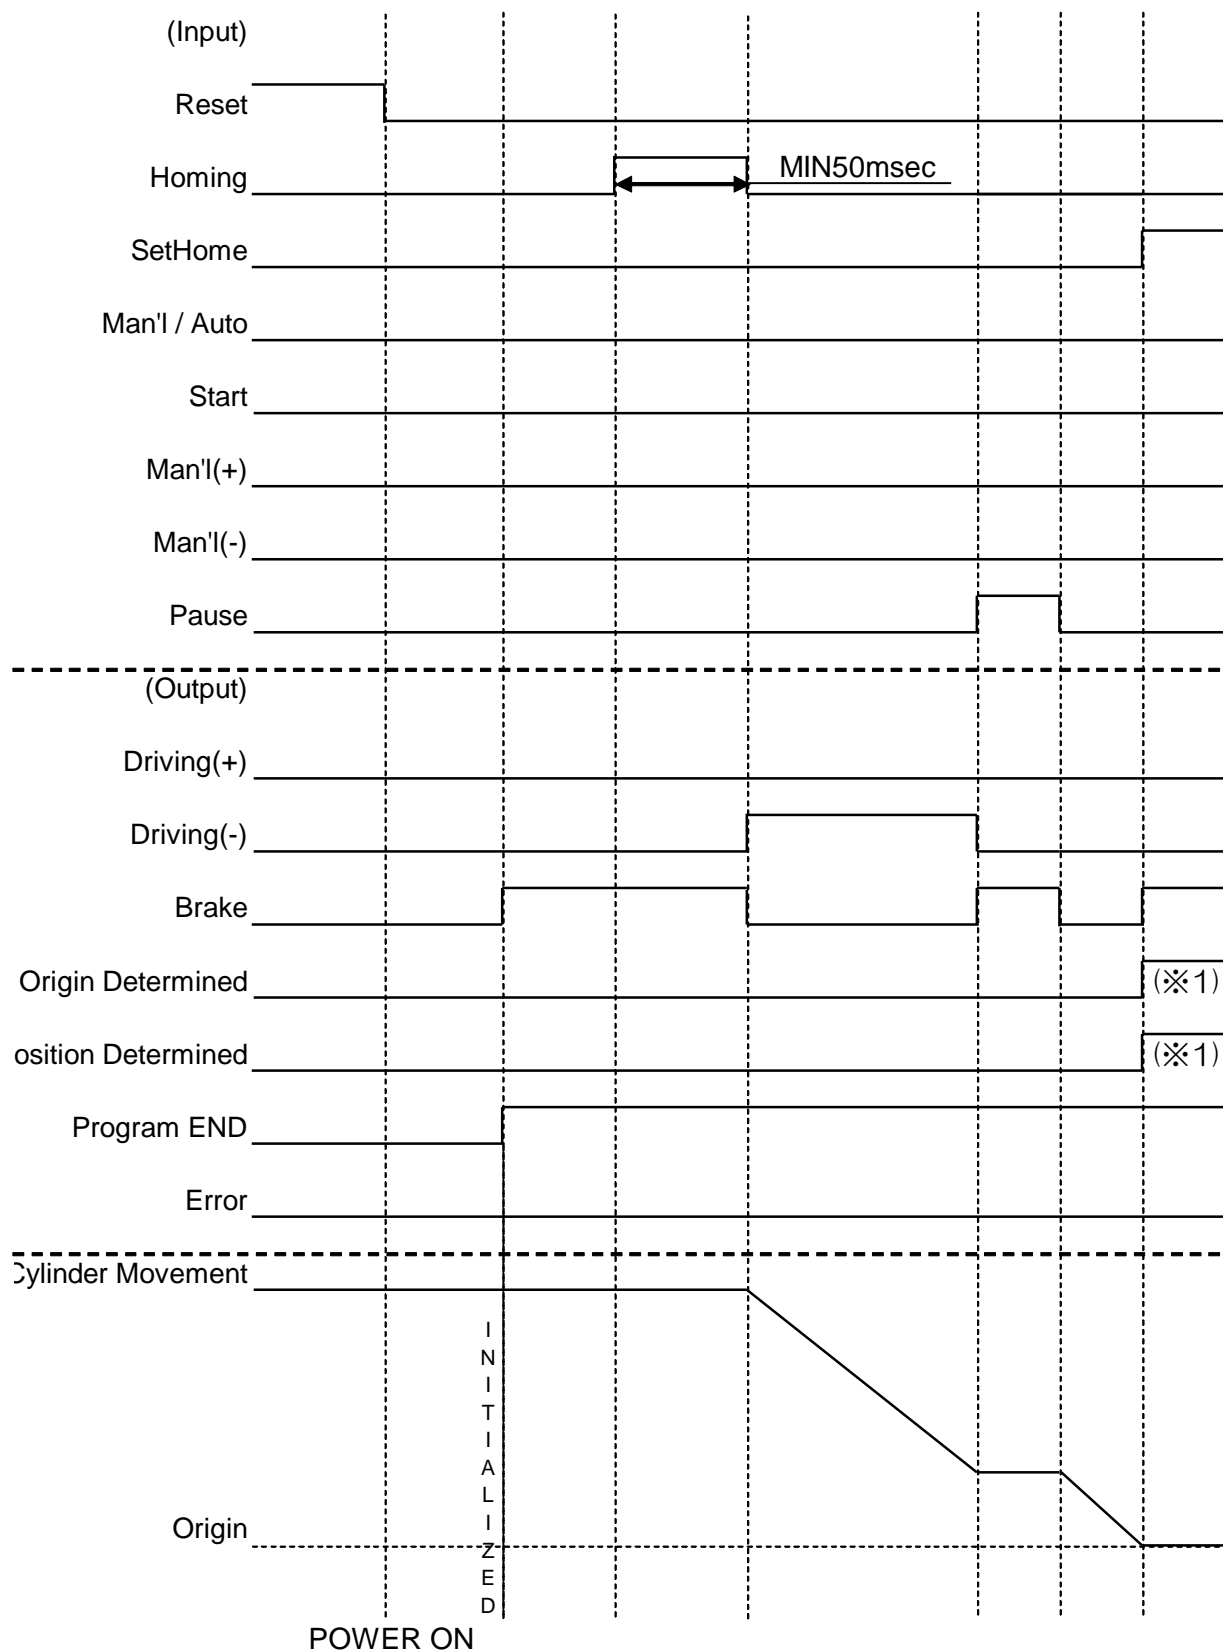 (Input)
Reset
Homing
MIN50msec
SetHome
Man'l / Auto
Start
Man'l(+)
Man'l(-)
Pause
(Output)
Driving(+)
Driving(-)
Brake
Origin Determined
(※1)
osition Determined
(※1)
Program END
Error
Cylinder Movement
INITIALIZED
Origin
POWER ON